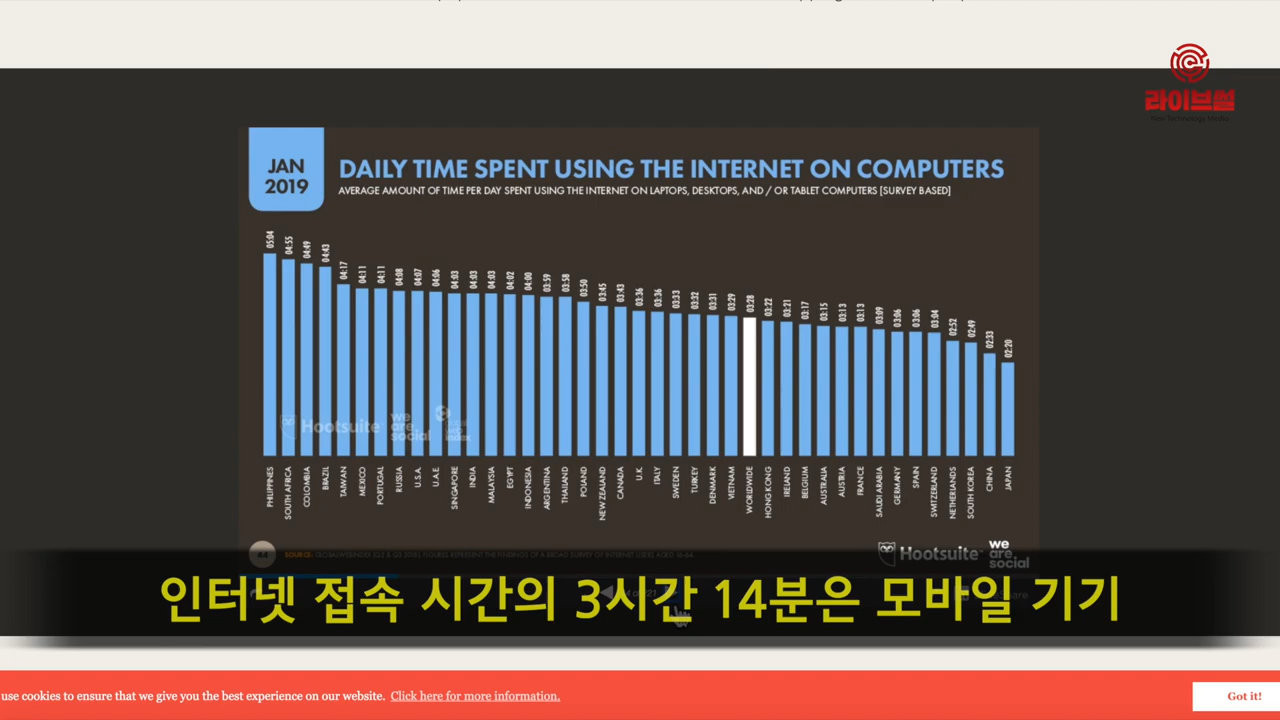 라이브썰
New Technology Media
JAN
2019
DAILY TIME SPENT USING THE INTERNET ON COMPUTERS
AVERAGE AMOUNT OF TIME PER DAY SPENT USING THE INTERNET ON LAPTOPS, DESKTOPS, AND / OR TABLET COMPUTERS [SURVEY BASED]
05:04 04:55 04:49 04:43 04:17 04:11 04:11 04:08 04:07 04:06 04:03 04:03 04:03 04:02 04:00 03:59 03:58 03:50 03:45 03:43 03:36 03:36 03:33 03:32 03:31 03:29 03:28 03:22 03:21 03:17 03:15 03:13 03:13 03:09 03:06 03:06 03:04 02:52 02:49 02:33 02:20
Hootsuite we are social
PHILIPPINES SOUTH AFRICA COLOMBIA BRAZIL TAIWAN MEXICO PORTUGAL RUSSIA U.S.A. U.A.E. SINGAPORE INDIA MALAYSIA EGYPT INDONESIA ARGENTINA THAILAND POLAND NEW ZEALAND CANADA U.K. ITALY SWEDEN TURKEY DENMARK VIETNAM WORLDWIDE HONG KONG IRELAND BELGIUM AUSTRALIA AUSTRIA FRANCE SAUDI ARABIA GERMANY SPAIN SWITZERLAND NETHERLANDS SOUTH KOREA CHINA JAPAN
Hootsuite we are social
인터넷 접속 시간의 3시간 14분은 모바일 기기
use cookies to ensure that we give you the best experience on our website. Click here for more information.
Got it!